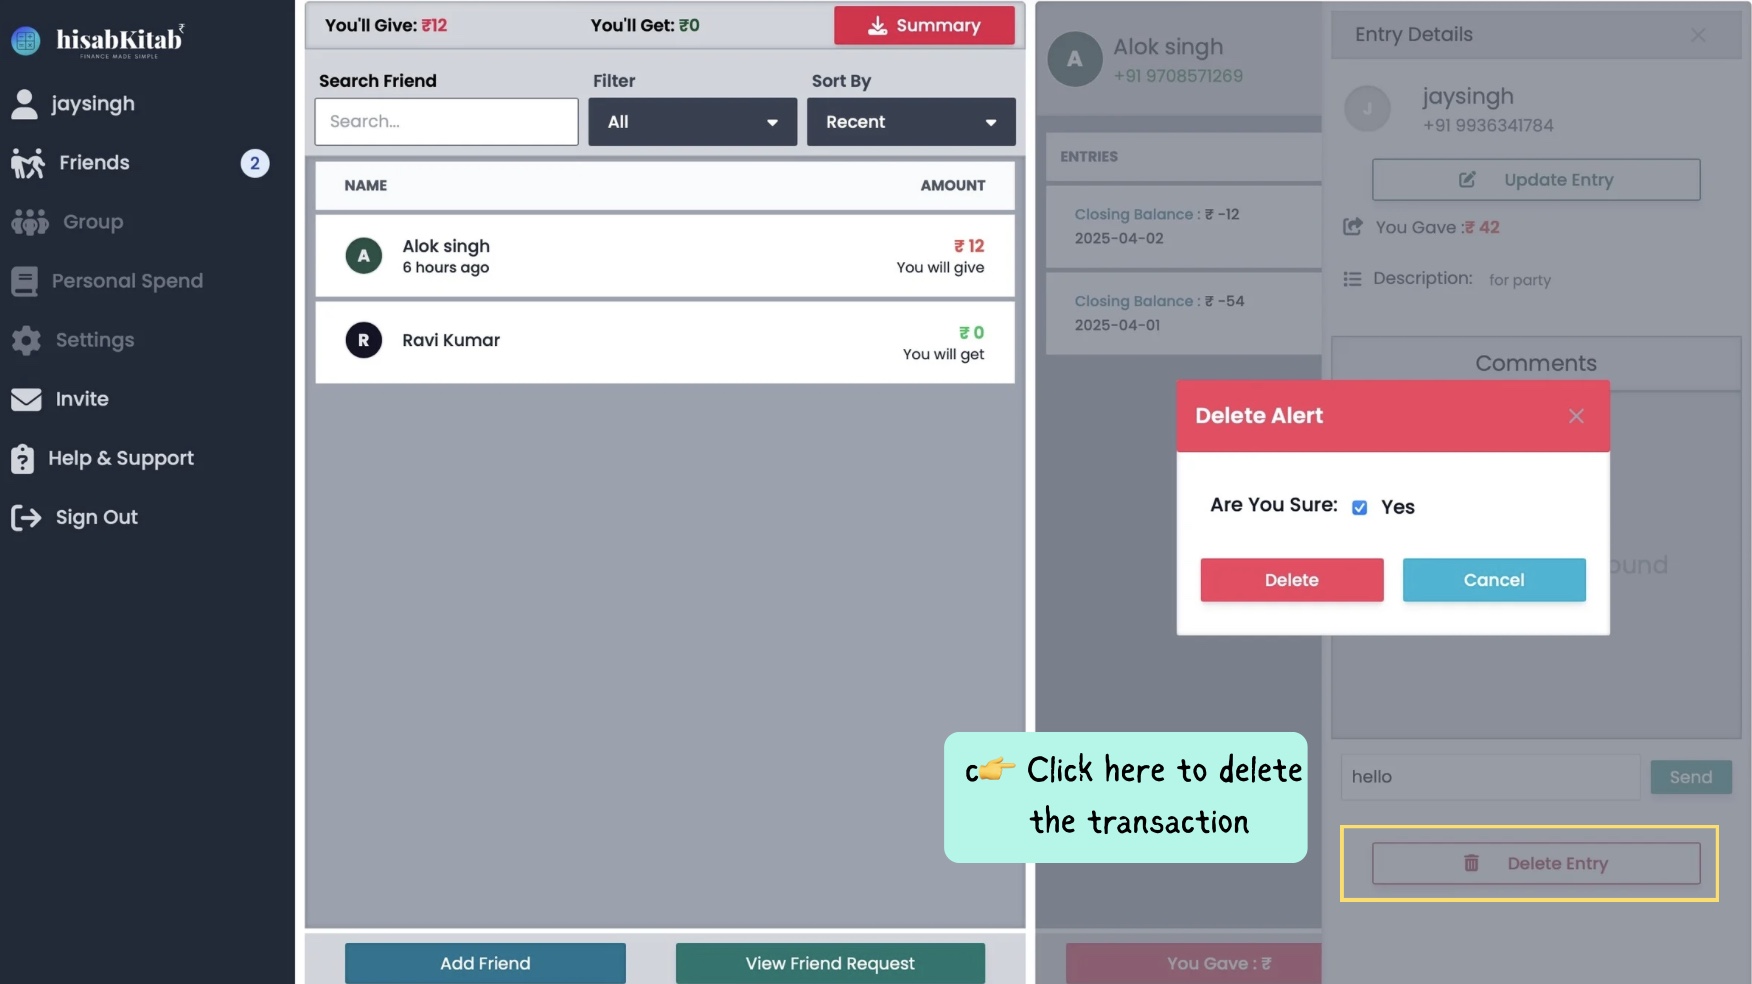 hisabKitab₹
FINANCE MADE SIMPLE
jaysingh
Friends 2
Group
Personal Spend
Settings
Invite
Help & Support
Sign Out
You'll Give: ₹12 You'll Get: ₹0 Summary
Search Friend Filter Sort By
Search... All Recent
NAME AMOUNT
A Alok singh ₹ 12
6 hours ago You will give
R Ravi Kumar ₹ 0
You will get
Add Friend View Friend Request
A Alok singh
+91 9708571269
ENTRIES
Closing Balance : ₹ -12
2025-04-02
Closing Balance : ₹ -54
2025-04-01
You Gave : ₹
Entry Details
J jaysingh
+91 9936341784
Update Entry
You Gave :₹ 42
Description: for party
Comments
Delete Alert
Are You Sure: Yes
Delete Cancel
hello Send
Delete Entry
c👉 Click here to delete
the transaction